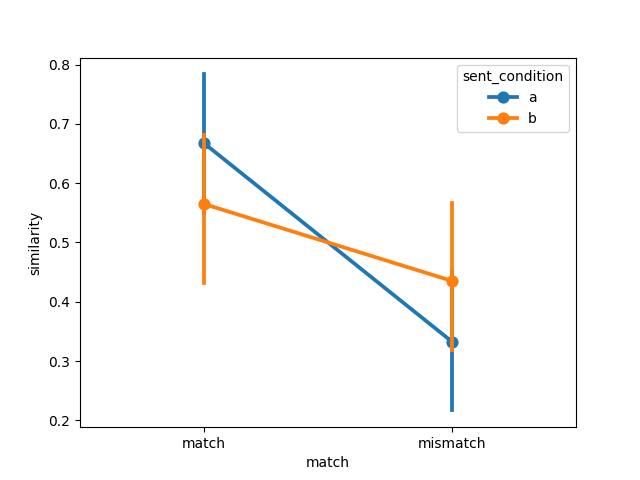 0.8
0.7
0.6
0.5
0.4
0.3
0.2
similarity
match
mismatch
match
sent_condition
a
b